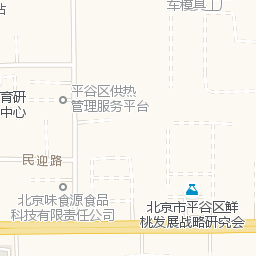 车模具工厂
站
平谷区供热
管理服务平台
育研
中心
民迎路
北京味食源食品
科技有限责任公司
北京市平谷区鲜
桃发展战略研究会